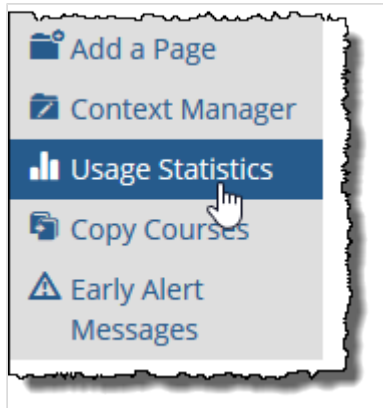 Add a Page
Context Manager
Usage Statistics
Copy Courses
Early Alert
Messages